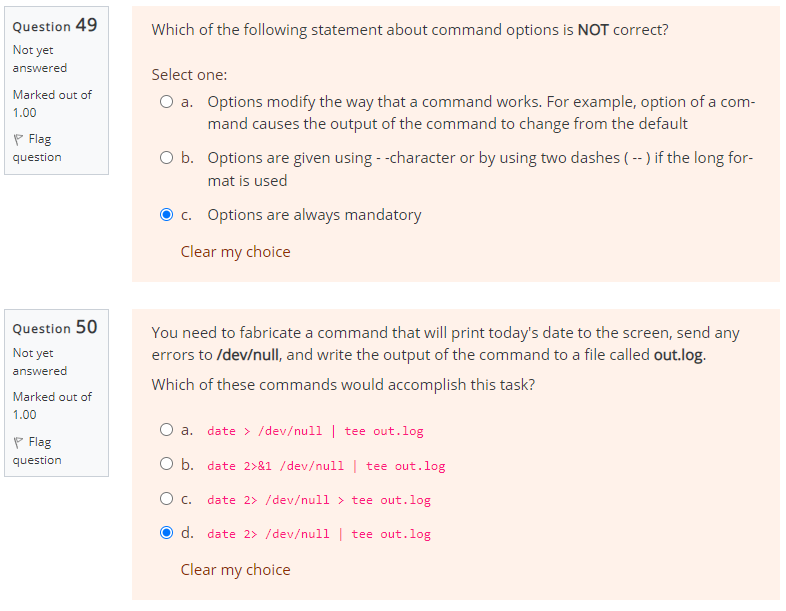 Question 49
Not yet
answered
Marked out of
1.00
Flag
question
Which of the following statement about command options is NOT correct?
Select one:
a. Options modify the way that a command works. For example, option of a com-
mand causes the output of the command to change from the default
b. Options are given using - -character or by using two dashes ( -- ) if the long for-
mat is used
c. Options are always mandatory
Clear my choice
Question 50
Not yet
answered
Marked out of
1.00
Flag
question
You need to fabricate a command that will print today's date to the screen, send any
errors to /dev/null, and write the output of the command to a file called out.log.
Which of these commands would accomplish this task?
a. date > /dev/null | tee out.log
b. date 2>&1 /dev/null | tee out.log
c. date 2> /dev/null > tee out.log
d. date 2> /dev/null | tee out.log
Clear my choice